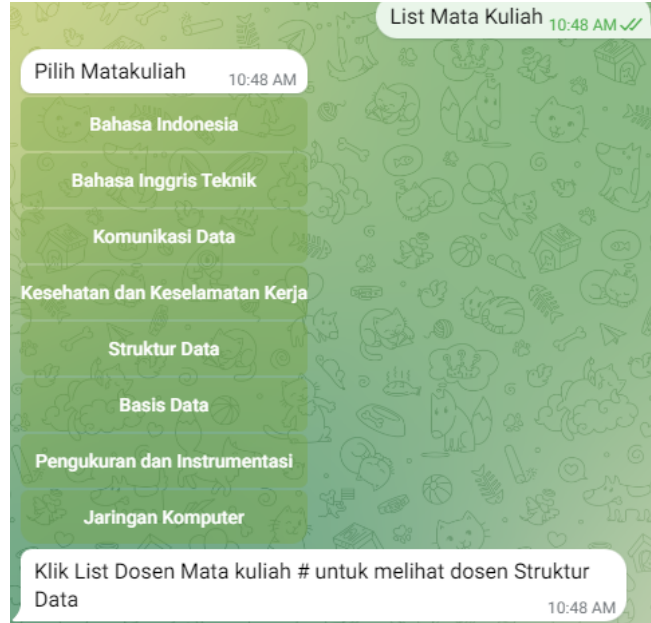 List Mata Kuliah 10:48 AM
Pilih Matakuliah 10:48 AM
Bahasa Indonesia
Bahasa Inggris Teknik
Komunikasi Data
Kesehatan dan Keselamatan Kerja
Struktur Data
Basis Data
Pengukuran dan Instrumentasi
Jaringan Komputer
Klik List Dosen Mata kuliah # untuk melihat dosen Struktur
Data 10:48 AM